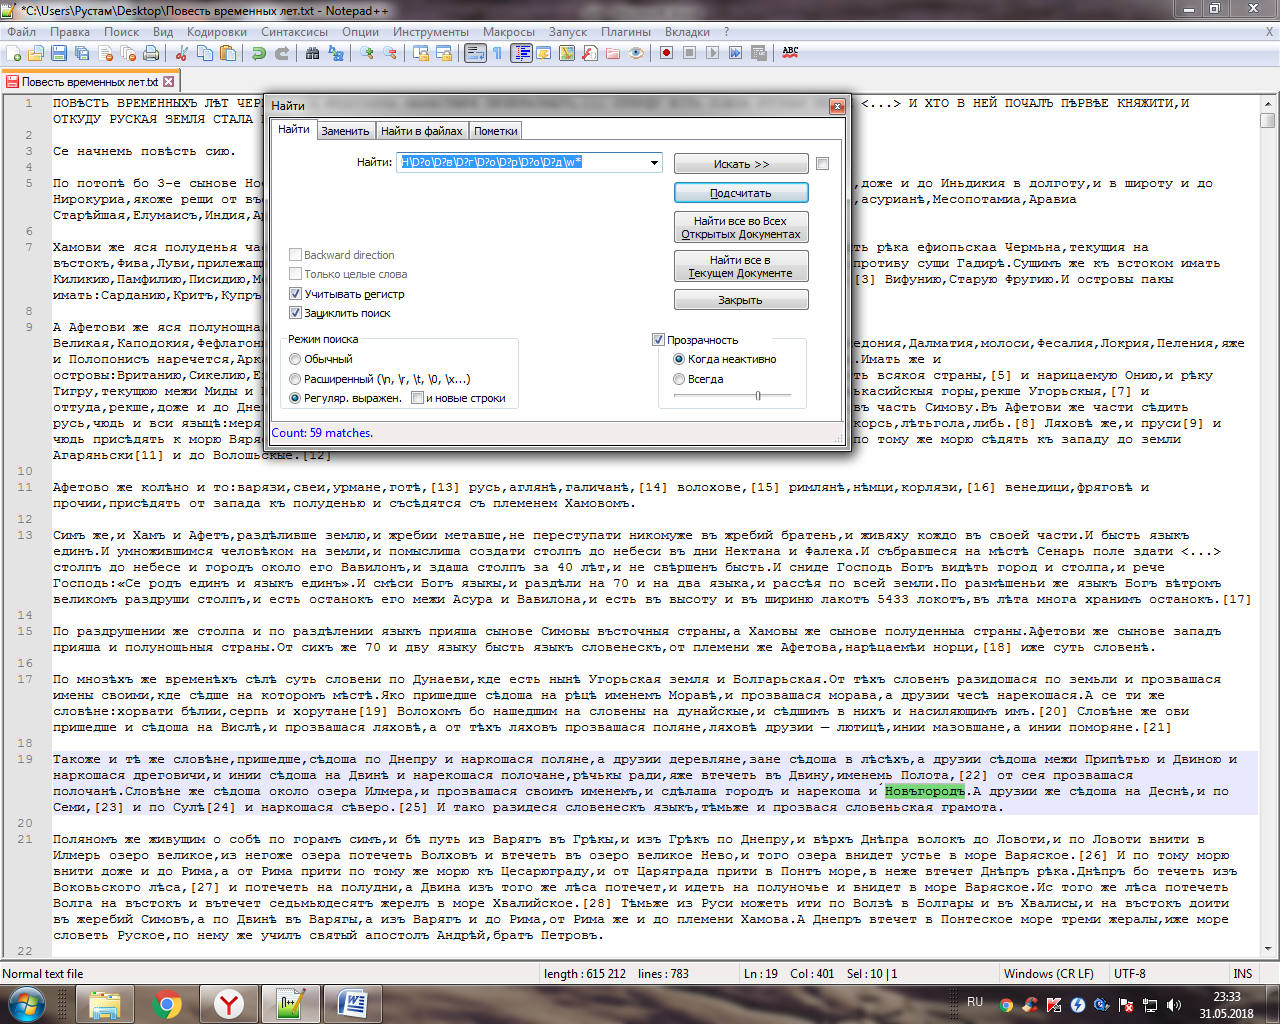 *C:\Users\Рустам\Desktop\Повесть временных лет.txt - Notepad++
Файл Правка Поиск Вид Кодировки Синтаксисы Опции Инструменты Макросы Запуск Плагины Вкладки ? X
Повесть временных лет.txt
Найти
Найти Заменить Найти в файлах Пометки
Найти: Н\D?о\D?в\D?г\D?о\D?р\D?о\D?д\w*
Искать >>
Подсчитать
Найти все во Всех
Открытых Документах
Найти все в
Текущем Документе
Закрыть
Backward direction
Только целые слова
Учитывать регистр
Зациклить поиск
Режим поиска
Обычный
Расширенный (\n, \r, \t, \0, \x...)
Регуляр. выражен. и новые строки
Прозрачность
Когда неактивно
Всегда
Count: 59 matches.
1 ПОВѢСТЬ ВРЕМЕННЫХЪ ЛѢТ ЧЕР <...> И ХТО В НЕЙ ПОЧАЛЪ ПѢРВѢЕ КНЯЖИТИ,И
ОТКУДУ РУСКАЯ ЗЕМЛЯ СТАЛА
2
3 Се начнемь повѣсть сию.
4
5 По потопѣ бо 3-е сынове Но ,доже и до Иньдикия в долготу,и в широту и до
Нирокурия,якоже рещи от въ ,асурианѣ,Месопотамиа,Аравиа
Старѣйшая,Елумаисъ,Индия,А
6
7 Хамови же яся полуденья ча ть рѣка ефиопьскаа Чермьна,текущия на
въстокъ,Фива,Луви,прилежащ противу сущи Гадирѣ.Сущимъ же къ встоком имать
Киликию,Памфилию,Писидию,М [3] Вифунию,Старую Фругию.И островы пакы
имать:Сарданию,Критъ,Купръ
8
9 А Афетови же яся полунощна
Великая,Каподокия,Фефлагон едония,Далматия,молоси,Фесалия,Локрия,Пеления,яже
и Полопонисъ наречется,Арка .Имать же и
островы:Британию,Сикелию,Е ть всякоя страны,[5] и нарицаемую Онию,и рѣку
Тигру,текущюю межи Миды и ькасийскыя горы,рекше Угорьскыя,[7] и
оттуда,рекше,доже и до Дне въ часть Симову.Въ Афетови же части сѣдить
русь,чюдь и вси языцѣ:меря корсь,лѣтьгола,либь.[8] Ляховѣ же,и пруси[9] и
чюдь присѣдять к морю Вяряс по тому же морю сѣдять къ западу до земли
Агаряньски[11] и до Волошьскые.[12]
10
11 Афетово же колѣно и то:варязи,свеи,урмане,готѣ,[13] русь,аглянѣ,галичанѣ,[14] волохове,[15] римлянѣ,нѣмци,корлязи,[16] венедици,фряговѣ и
прочии,присѣдять от запада къ полуденью и съсѣдятся съ племенем Хамовомъ.
12
13 Симъ же,и Хамъ и Афетъ,раздѣливше землю,и жребии метавше,не переступати никомуже въ жребий братень,и живяху кождо въ своей части.И бысть языкъ
единъ.И умножившимся человѣком на земли,и помыслиша создати столпъ до небеси въ дни Нектана и Фалека.И събравшеся на мѣстѣ Сенарь поле здати <...>
столпъ до небесе и городъ около его Вавилонъ,и здаша столпъ за 40 лѣт,и не свѣршенъ бысть.И сниде Господь Богъ видѣть город и столпа,и рече
Господь:«Се родъ единъ и языкъ единъ».И смѣси Богъ языкы,и раздѣли на 70 и на два языка,и рассѣя по всей земли.По размѣшеньи же языкъ Богъ вѣтромъ
великомъ раздруши столпъ,и есть останокъ его межи Асура и Вавилона,и есть въ высоту и въ широню лакотъ 5433 локотъ,въ лѣта многа хранимъ останокъ.[17]
14
15 По раздрушении же столпа и по раздѣлении языкъ прияша сынове Симовы въсточныя страны,а Хамовы же сынове полуденныа страны.Афетови же сынове западъ
прияша и полунощьныя страны.От сихъ же 70 и дву языку бысть языкъ словенескъ,от племени же Афетова,нарѣцаемѣи норци,[18] иже суть словенѣ.
16
17 По мнозѣхъ же временѣхъ сѣлѣ суть словени по Дунаеви,кде есть нынѣ Угорьская земля и Болгарьская.От тѣхъ словенъ разидошася по земьли и прозвашася
имены своими,кде сѣдше на которомъ мѣстѣ.Яко пришедше сѣдоша на рѣцѣ именемъ Моравѣ,и прозвашася морава,а друзии чесѣ нарекошася.А се ти же
словѣне:хорвати бѣлии,серпь и хорутане[19] Волохомъ бо нашедшим на словены на дунайскые,и сѣдшимъ в нихъ и насиляющимъ имъ.[20] Словѣне же ови
пришедше и сѣдоша на Вислѣ,и прозвашася ляховѣ,а от тѣхъ ляховъ прозвашася поляне,ляховѣ друзии — лютицѣ,инии мазовшане,а инии поморяне.[21]
18
19 Такоже и тѣ же словѣне,пришедше,сѣдоша по Днепру и наркошася поляне,а друзии деревляне,зане сѣдоша в лѣсѣхъ,а друзии сѣдоша межи Припѣтью и Двиною и
наркошася дреговичи,и инии сѣдоша на Двинѣ и нарекошася полочане,рѣчькы ради,яже втечеть въ Двину,именемь Полота,[22] от сея прозвашася
полочанѣ.Словѣне же сѣдоша около озера Илмера,и прозвашася своимъ именемъ,и сдѣлаша городъ и нарекоша и Новъгородъ.А друзии же сѣдоша на Деснѣ,и по
Семи,[23] и по Сулѣ[24] и наркошася сѣверо.[25] И тако разидеся словенескъ языкъ,тѣмьже и прозвася словеньская грамота.
20
21 Поляномъ же живущим о собѣ по горамъ симъ,и бѣ путь из Варягъ въ Грѣкы,и изъ Грѣкъ по Днепру,и вѣрхъ Днѣпра волокъ до Ловоти,и по Ловоти внити в
Илмерь озеро великое,из негоже озера потечеть Волховъ и втечеть въ озеро великое Нево,и того озера внидет устье в море Варяское.[26] И по тому морю
внити доже и до Рима,а от Рима прити по тому же морю къ Цесарюграду,и от Царяграда прити в Понтъ море,в неже втечет Днѣпръ рѣка.Днѣпръ бо течеть изъ
Воковьского лѣса,[27] и потечеть на полудни,а Двина изъ того же лѣса потечет,и идеть на полуночье и внидет в море Варяское.Ис того же лѣса потечеть
Волга на въстокъ и вътечет седьмьюдесятъ жерелъ в море Хвалийское.[28] Тѣмьже из Руси можеть ити по Волзѣ в Болгары и въ Хвалисы,и на въстокъ доити
въ жеребий Симовъ,а по Двинѣ въ Варягы,а изъ Варягъ и до Рима,от Рима же и до племени Хамова.А Днепръ втечет в Понтеское море треми жералы,иже море
словеть Руское,по нему же училъ святый апостолъ Андрѣй,братъ Петровъ.
22
Normal text file length : 615 212 lines : 783 Ln : 19 Col : 401 Sel : 10 | 1 Windows (CR LF) UTF-8 INS
RU 23:33
31.05.2018